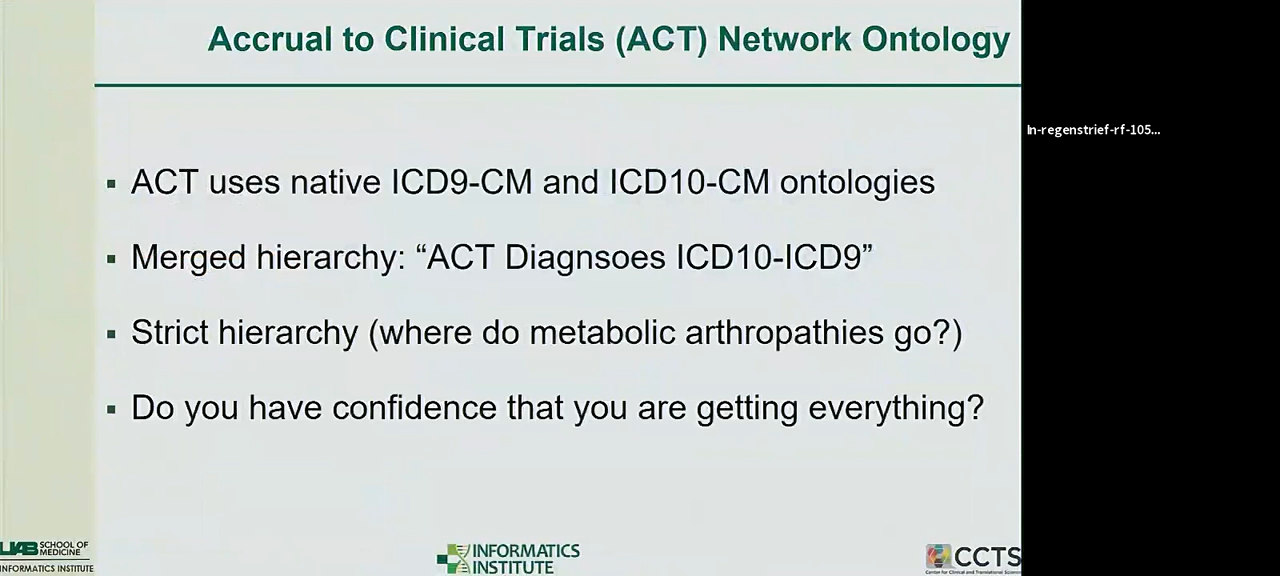 Accrual to Clinical Trials (ACT) Network Ontology
In-regenstrief-rf-105...
▪ ACT uses native ICD9-CM and ICD10-CM ontologies
▪ Merged hierarchy: “ACT Diagnsoes ICD10-ICD9”
▪ Strict hierarchy (where do metabolic arthropathies go?)
▪ Do you have confidence that you are getting everything?
UAB SCHOOL OF
MEDICINE
INFORMATICS INSTITUTE
INFORMATICS
INSTITUTE
CCTS
Center for Clinical and Translational Science